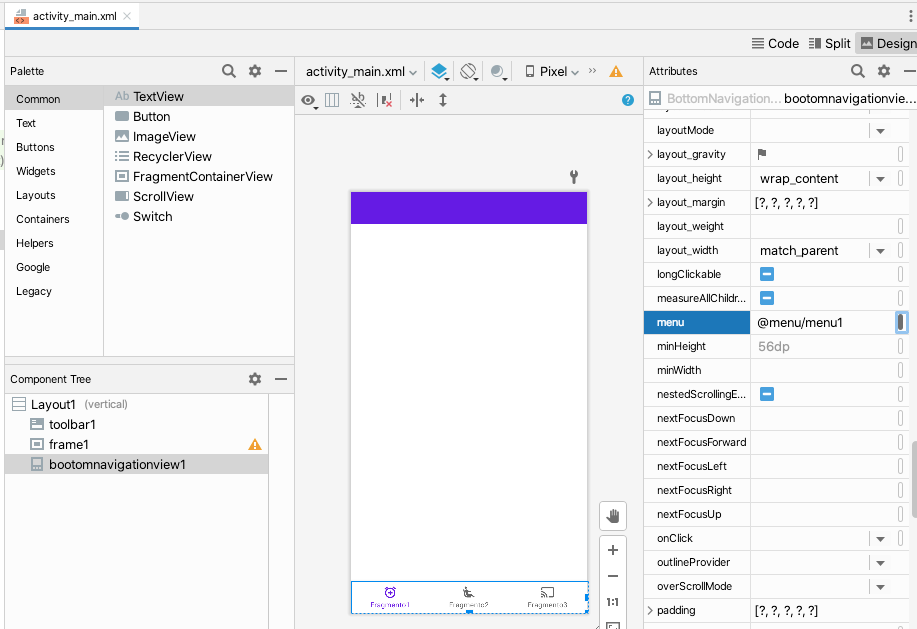 activity_main.xml
Code
Split
Design
Palette
activity_main.xml
Pixel
Attributes
Common
Text
Buttons
Widgets
Layouts
Containers
Helpers
Google
Legacy
Ab TextView
Button
ImageView
RecyclerView
FragmentContainerView
ScrollView
Switch
?
BottomNavigation... bootomnavigationvie...
layoutMode
layout_gravity
layout_height wrap_content
layout_margin [?, ?, ?, ?, ?]
layout_weight
layout_width match_parent
longClickable
measureAllChildr...
menu @menu/menu1
minHeight 56dp
minWidth
nestedScrollingE...
nextFocusDown
nextFocusForward
nextFocusLeft
nextFocusRight
nextFocusUp
onClick
outlineProvider
overScrollMode
padding [?, ?, ?, ?, ?]
Component Tree
Layout1 (vertical)
toolbar1
frame1
bootomnavigationview1
Fragmento1
Fragmento2
Fragmento3
1:1